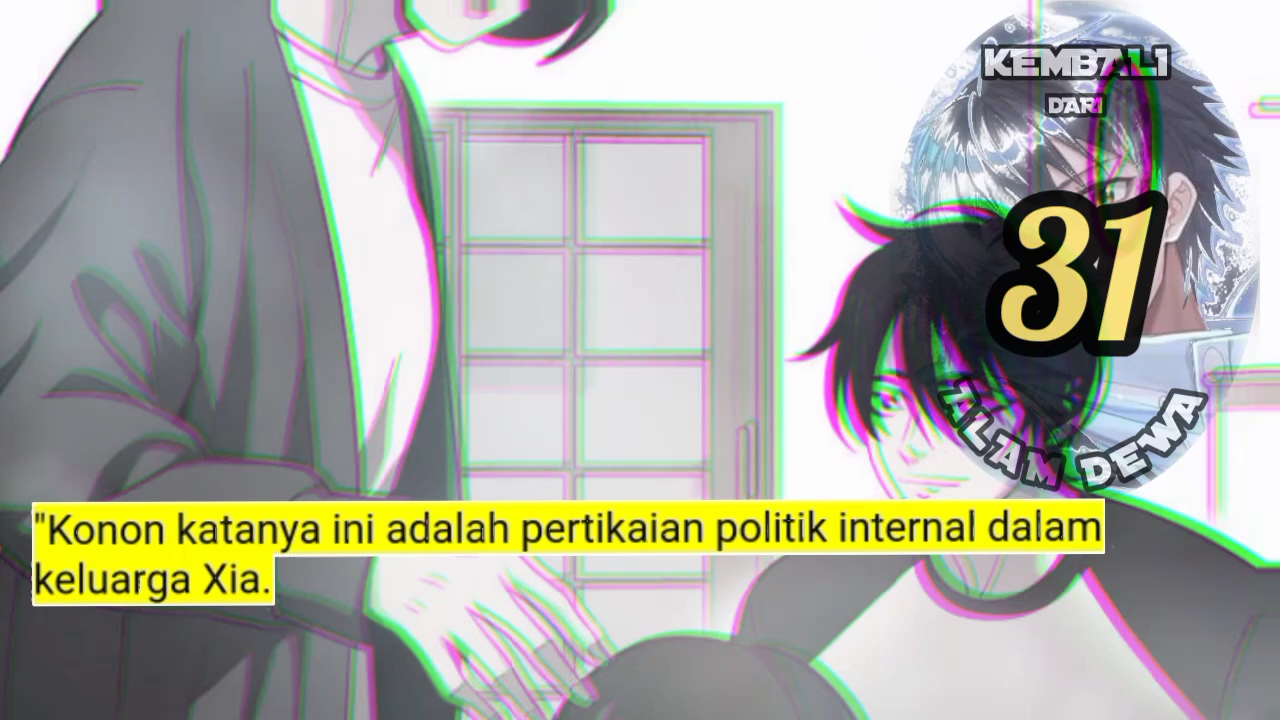 KEMBALI
DARI
31
ALAM DEWA
"Konon katanya ini adalah pertikaian politik internal dalam
keluarga Xia.